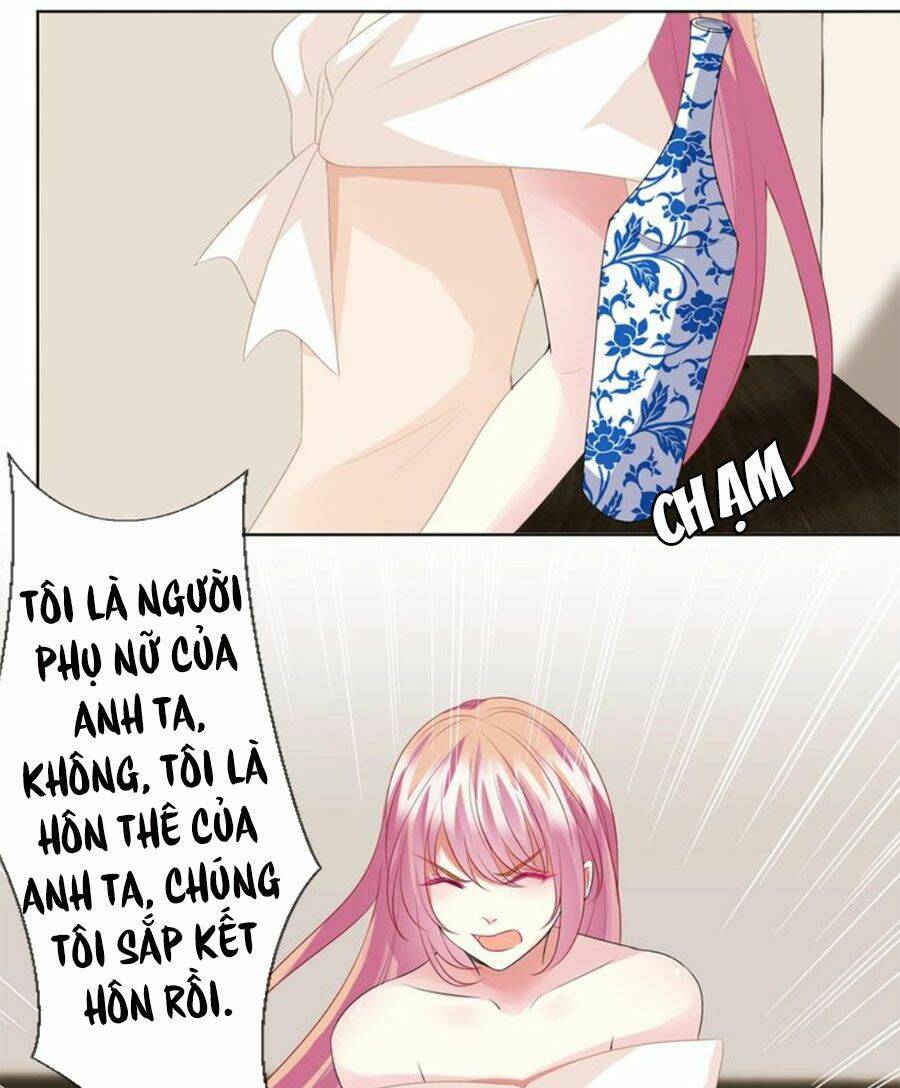 CHẠM
TÔI LÀ NGƯỜI
PHỤ NỮ CỦA
ANH TA,
KHÔNG, TÔI LÀ
HÔN THÊ CỦA
ANH TA, CHÚNG
TÔI SẮP KẾT
HÔN RỒI.